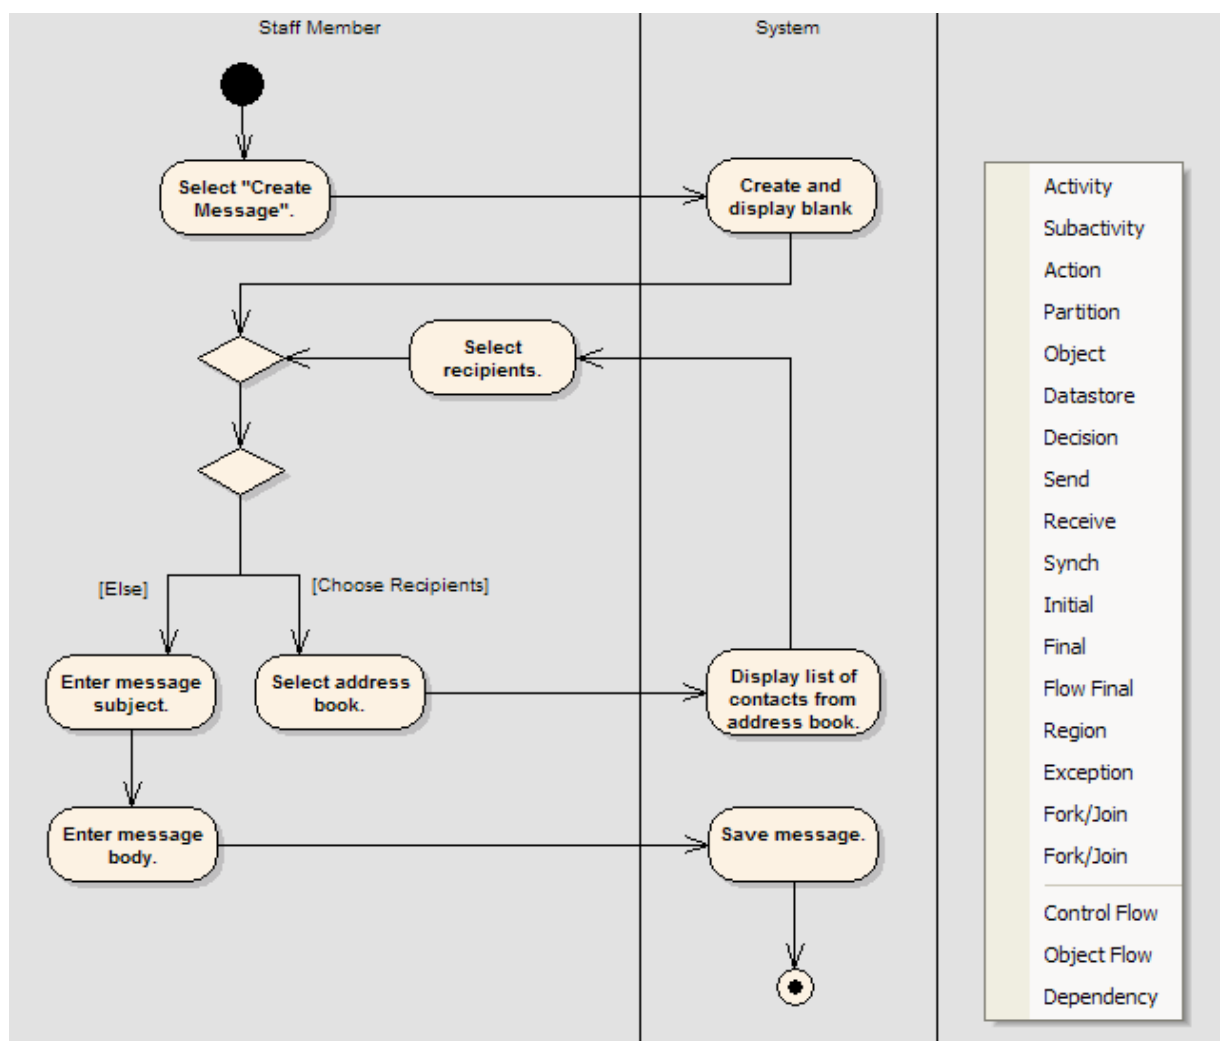 Staff Member
System
Select "Create
Message".
Create and
display blank
Select
recipients.
[Else]
[Choose Recipients]
Enter message
subject.
Select address
book.
Display list of
contacts from
address book.
Enter message
body.
Save message.
Activity
Subactivity
Action
Partition
Object
Datastore
Decision
Send
Receive
Synch
Initial
Final
Flow Final
Region
Exception
Fork/Join
Fork/Join
Control Flow
Object Flow
Dependency